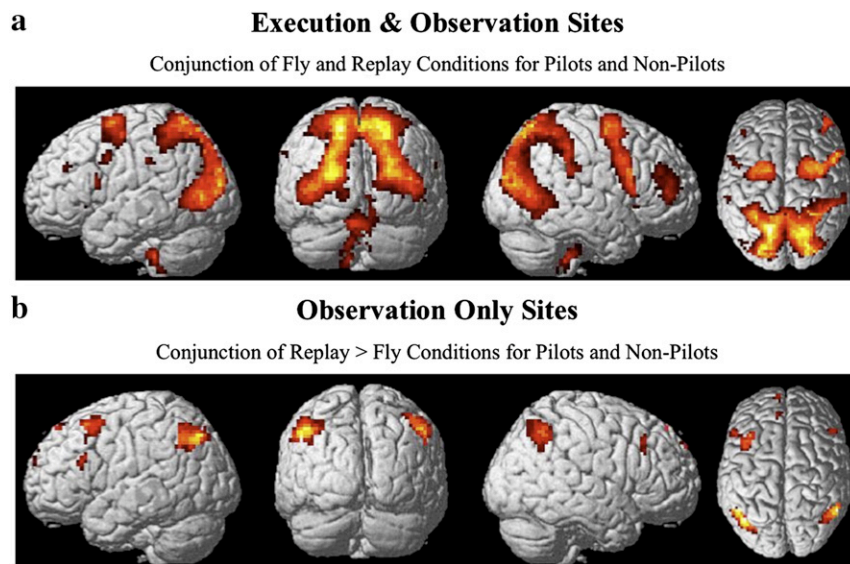 a
Execution & Observation Sites
Conjunction of Fly and Replay Conditions for Pilots and Non-Pilots
b
Observation Only Sites
Conjunction of Replay > Fly Conditions for Pilots and Non-Pilots